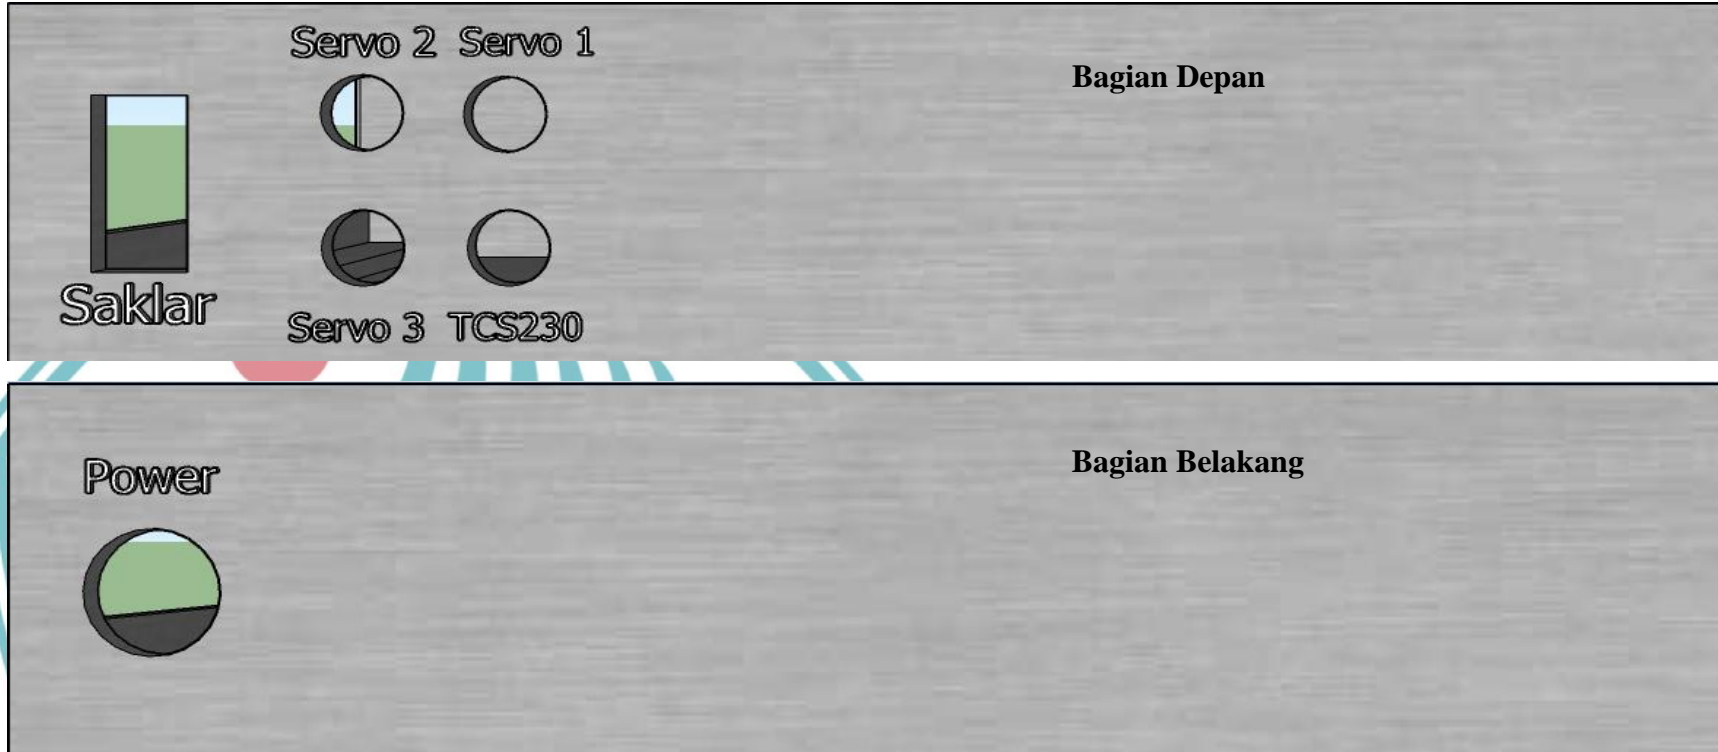 Servo 2 Servo 1
Bagian Depan
Saklar
Servo 3 TCS230
Power
Bagian Belakang